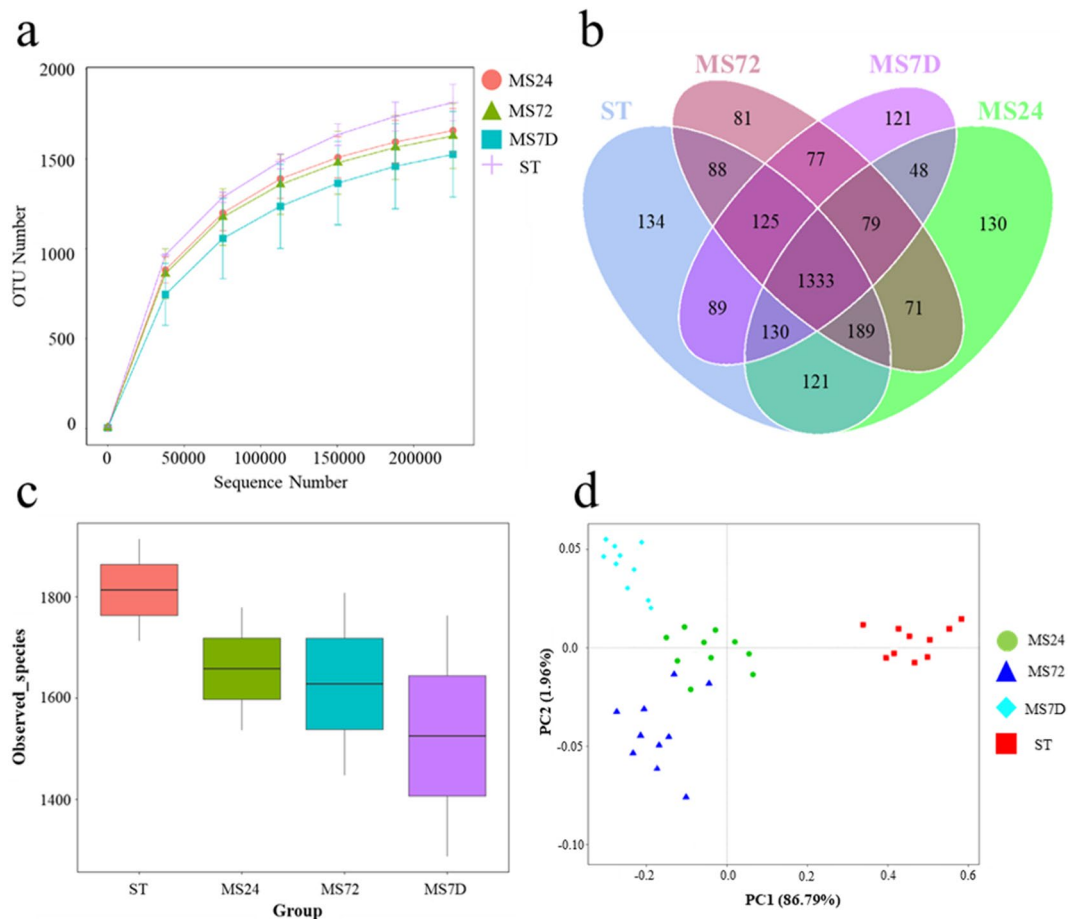 a
2000
1500
1000
500
0
OTU Number
0 50000 100000 150000 200000
Sequence Number
MS24
MS72
MS7D
ST
b
MS72 MS7D
ST MS24
81 121
88 77 48
134 125 79 130
1333
89 71
130 189
121
c
1800
1600
1400
Observed_species
ST MS24 MS72 MS7D
Group
d
0.05
0.0
-0.05
-0.10
PC2 (1.96%)
-0.2 0.0 0.2 0.4 0.6
PC1 (86.79%)
MS24
MS72
MS7D
ST